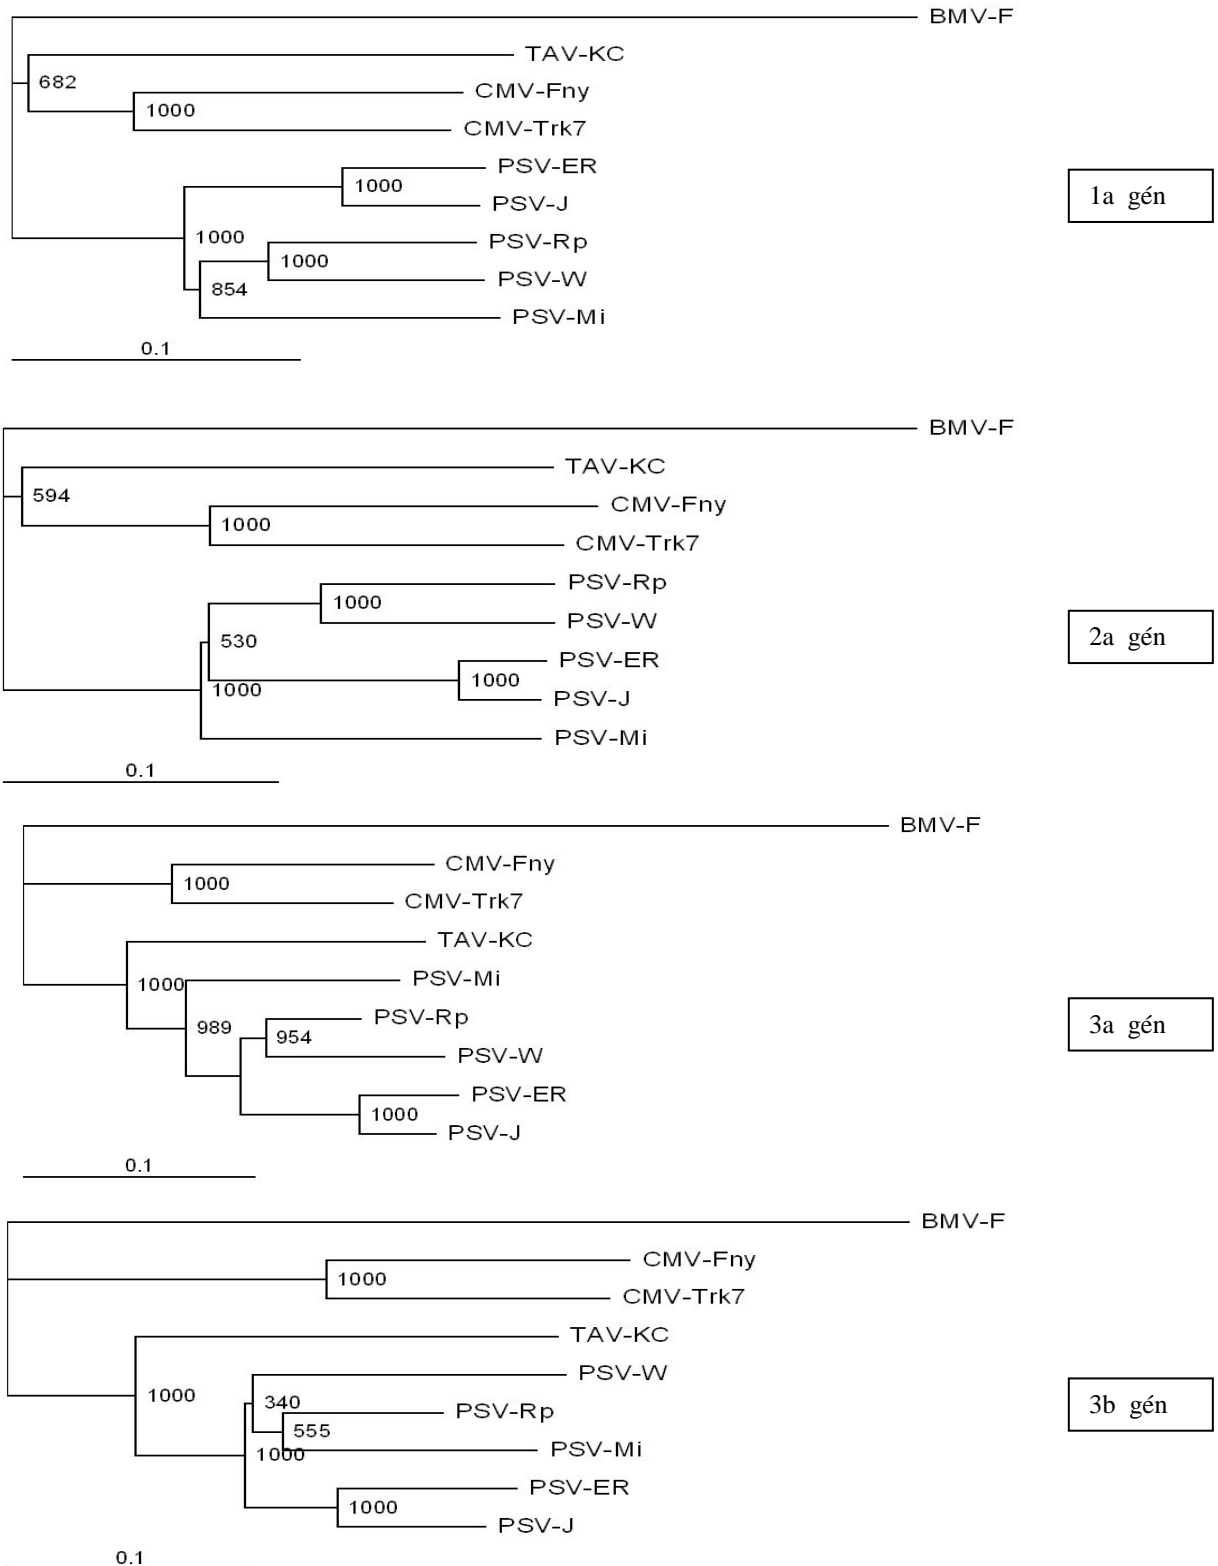 BMV-F
TAV-KC
682
CMV-Fny
1000
CMV-Trk7
PSV-ER
1000
PSV-J
1a gén
1000
PSV-Rp
1000
PSV-W
854
PSV-Mi
0.1
BMV-F
TAV-KC
594
CMV-Fny
1000
CMV-Trk7
PSV-Rp
1000
PSV-W
530
2a gén
PSV-ER
1000
1000
PSV-J
PSV-Mi
0.1
BMV-F
CMV-Fny
1000
CMV-Trk7
TAV-KC
1000
PSV-Mi
989
PSV-Rp
954
3a gén
PSV-W
PSV-ER
1000
PSV-J
0.1
BMV-F
CMV-Fny
1000
CMV-Trk7
TAV-KC
1000
PSV-W
340
3b gén
PSV-Rp
555
1000
PSV-Mi
PSV-ER
1000
PSV-J
0.1